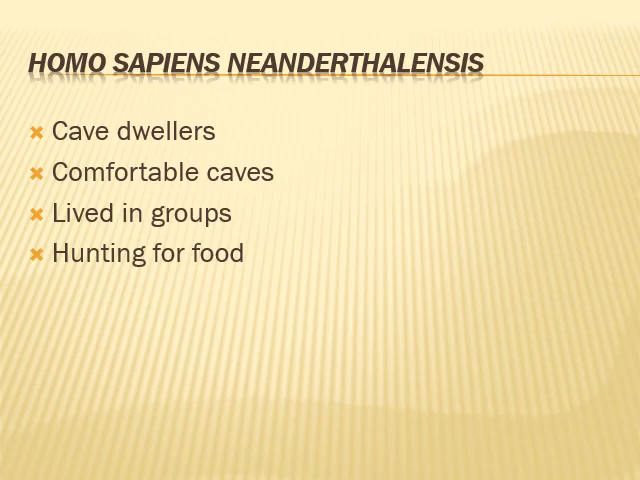 HOMO SAPIENS NEANDERTHALENSIS
Cave dwellers
Comfortable caves
Lived in groups
Hunting for food